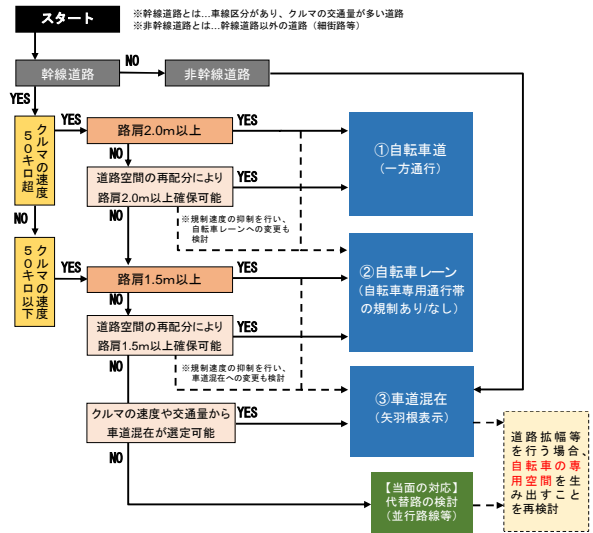 スタート
※幹線道路とは…車線区分があり、クルマの交通量が多い道路
※非幹線道路とは…幹線道路以外の道路（細街路等）
幹線道路
NO
非幹線道路
YES
クルマの速度
５０キロ超
YES
路肩2.0m以上
YES
NO
道路空間の再配分により
路肩2.0m以上確保可能
YES
①自転車道
（一方通行）
NO
NO
※規制速度の抑制を行い、
自転車レーンへの変更も
検討
クルマの速度
５０キロ以下
YES
路肩1.5m以上
YES
NO
道路空間の再配分により
路肩1.5m以上確保可能
YES
②自転車レーン
（自転車専用通行帯
の規制あり/なし）
NO
※規制速度の抑制を行い、
車道混在への変更も検討
クルマの速度や交通量から
車道混在が選定可能
YES
③車道混在
（矢羽根表示）
NO
【当面の対応】
代替路の検討
（並行路線等）
道路拡幅等
を行う場合、
自転車の専
用空間を生
み出すこと
を再検討